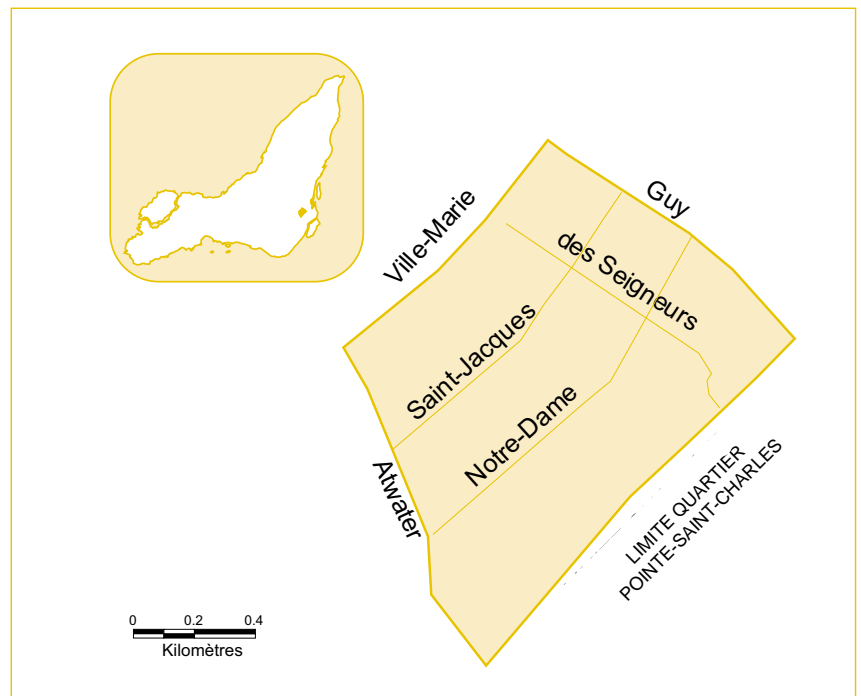 Ville-Marie
Guy
des Seigneurs
Saint-Jacques
Notre-Dame
Atwater
LIMITE QUARTIER
POINTE-SAINT-CHARLES
0 0.2 0.4
Kilomètres